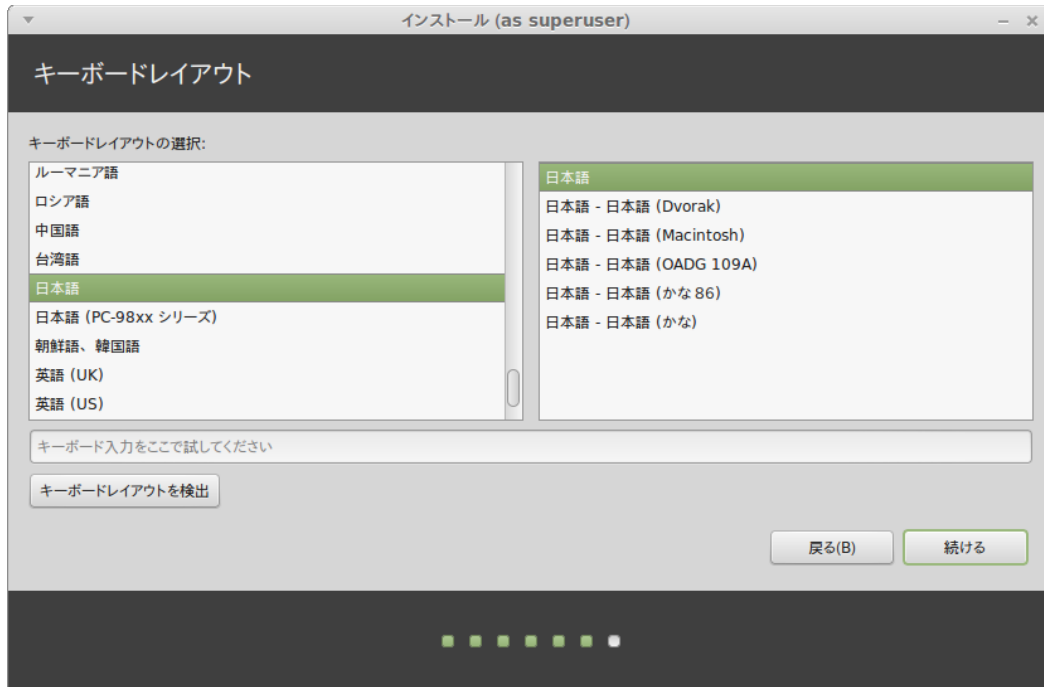 インストール (as superuser)
キーボードレイアウト
キーボードレイアウトの選択:
ルーマニア語
ロシア語
中国語
台湾語
日本語
日本語 (PC-98xx シリーズ)
朝鮮語、韓国語
英語 (UK)
英語 (US)
日本語
日本語 - 日本語 (Dvorak)
日本語 - 日本語 (Macintosh)
日本語 - 日本語 (OADG 109A)
日本語 - 日本語 (かな 86)
日本語 - 日本語 (かな)
キーボード入力をここで試してください
キーボードレイアウトを検出
戻る(B)
続ける